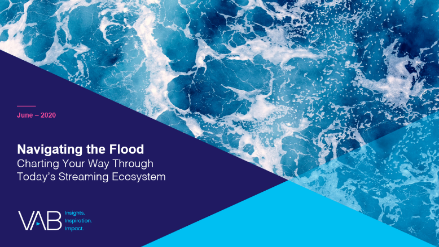 June – 2020
Navigating the Flood
Charting Your Way Through
Today's Streaming Ecosystem
VAB
Insights.
Inspiration.
Impact.